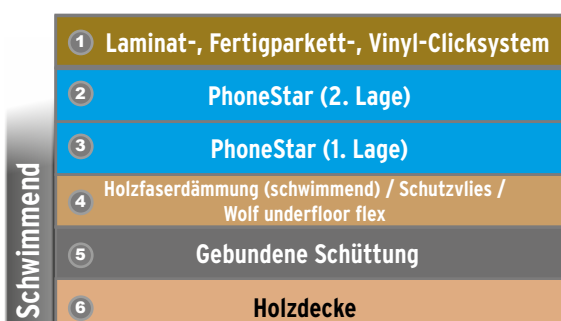 Schwimmend
1 Laminat-, Fertigparkett-, Vinyl-Clicksystem
2 PhoneStar (2. Lage)
3 PhoneStar (1. Lage)
4 Holzfaserdämmung (schwimmend) / Schutzvlies /
Wolf underfloor flex
5 Gebundene Schüttung
6 Holzdecke